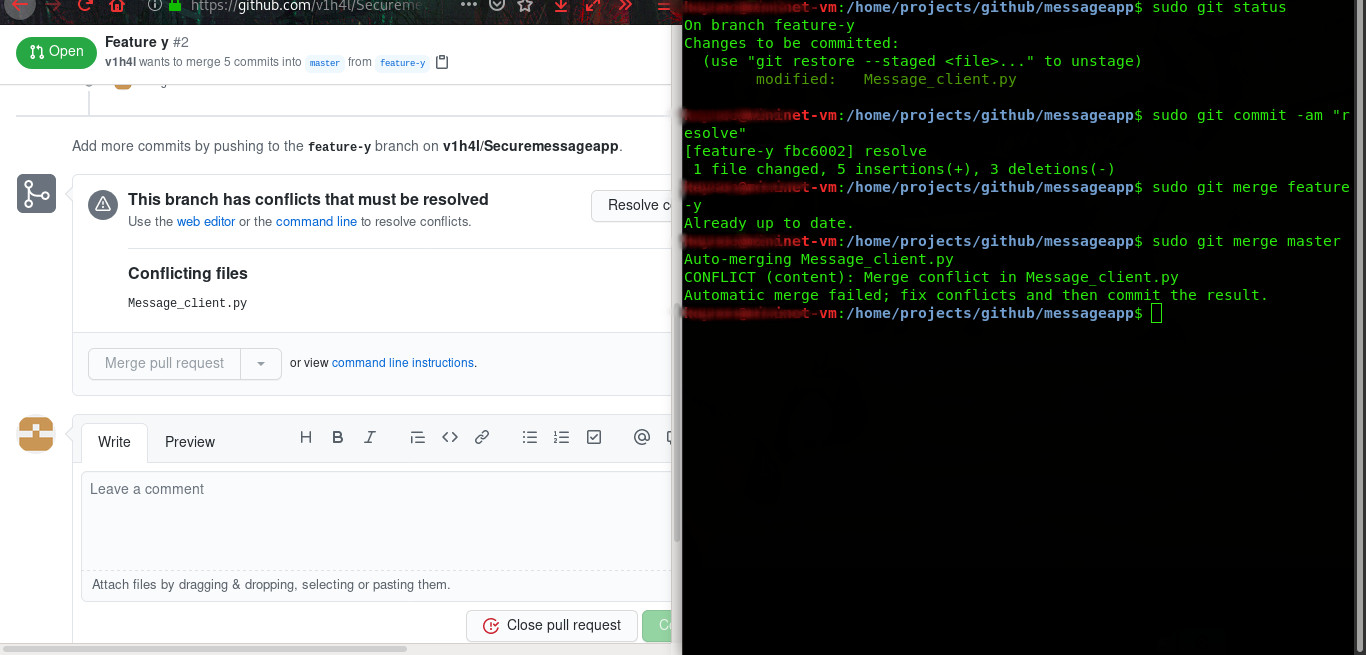 https://github.com/v1h4l/Secureme
Open
Feature y #2
v1h4l wants to merge 5 commits into master from feature-y
Add more commits by pushing to the feature-y branch on v1h4l/Securemessageapp.
This branch has conflicts that must be resolved
Use the web editor or the command line to resolve conflicts.
Resolve co
Conflicting files
Message_client.py
Merge pull request
or view command line instructions.
Write Preview
Leave a comment
Attach files by dragging & dropping, selecting or pasting them.
Close pull request
net-vm:/home/projects/github/messageapp$ sudo git status
On branch feature-y
Changes to be committed:
(use "git restore --staged <file>..." to unstage)
modified: Message_client.py
et-vm:/home/projects/github/messageapp$ sudo git commit -am "r
esolve"
[feature-y fbc6002] resolve
1 file changed, 5 insertions(+), 3 deletions(-)
inet-vm:/home/projects/github/messageapp$ sudo git merge feature
-y
Already up to date.
net-vm:/home/projects/github/messageapp$ sudo git merge master
Auto-merging Message_client.py
CONFLICT (content): Merge conflict in Message_client.py
Automatic merge failed; fix conflicts and then commit the result.
-vm:/home/projects/github/messageapp$